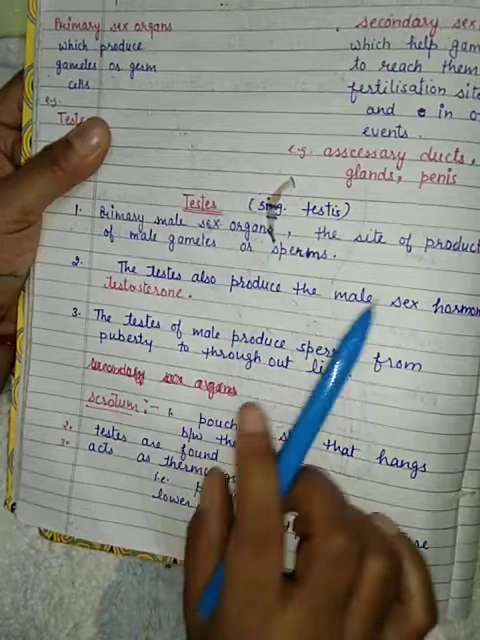 Primary sex organs
which produce
gametes or germ
cells
e.g.
Testes
secondary sex
which help gam
to reach them
fertilisation site
and in o
events.
e.g. asscessary ducts,
glands, penis
Testes (sing. testis)
1. Primary male sex organs, the site of product
of male gameles or sperms.
2. The testes also produce the male sex hormon
Testosterone.
3. The testes of male produce sper from
puberty to through out li
secondary sex organs
scrotum :- 1. pouch that hangs
b/w the
2. testes are found
3. acts as thermo
i.e.
lower